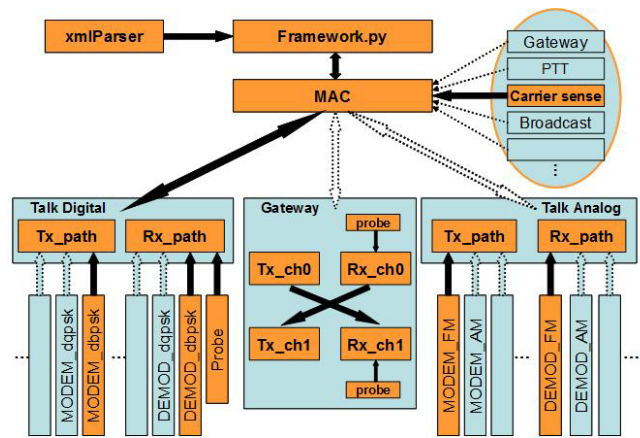 xmlParser
Framework.py
MAC
Gateway
PTT
Carrier sense
Broadcast
⋮
Talk Digital
Tx_path
Rx_path
MODEM_dqpsk
MODEM_dbpsk
DEMOD_dqpsk
DEMOD_dbpsk
Probe
Gateway
probe
Tx_ch0
Rx_ch0
Tx_ch1
Rx_ch1
probe
Talk Analog
Tx_path
Rx_path
MODEM_FM
MODEM_AM
DEMOD_FM
DEMOD_AM